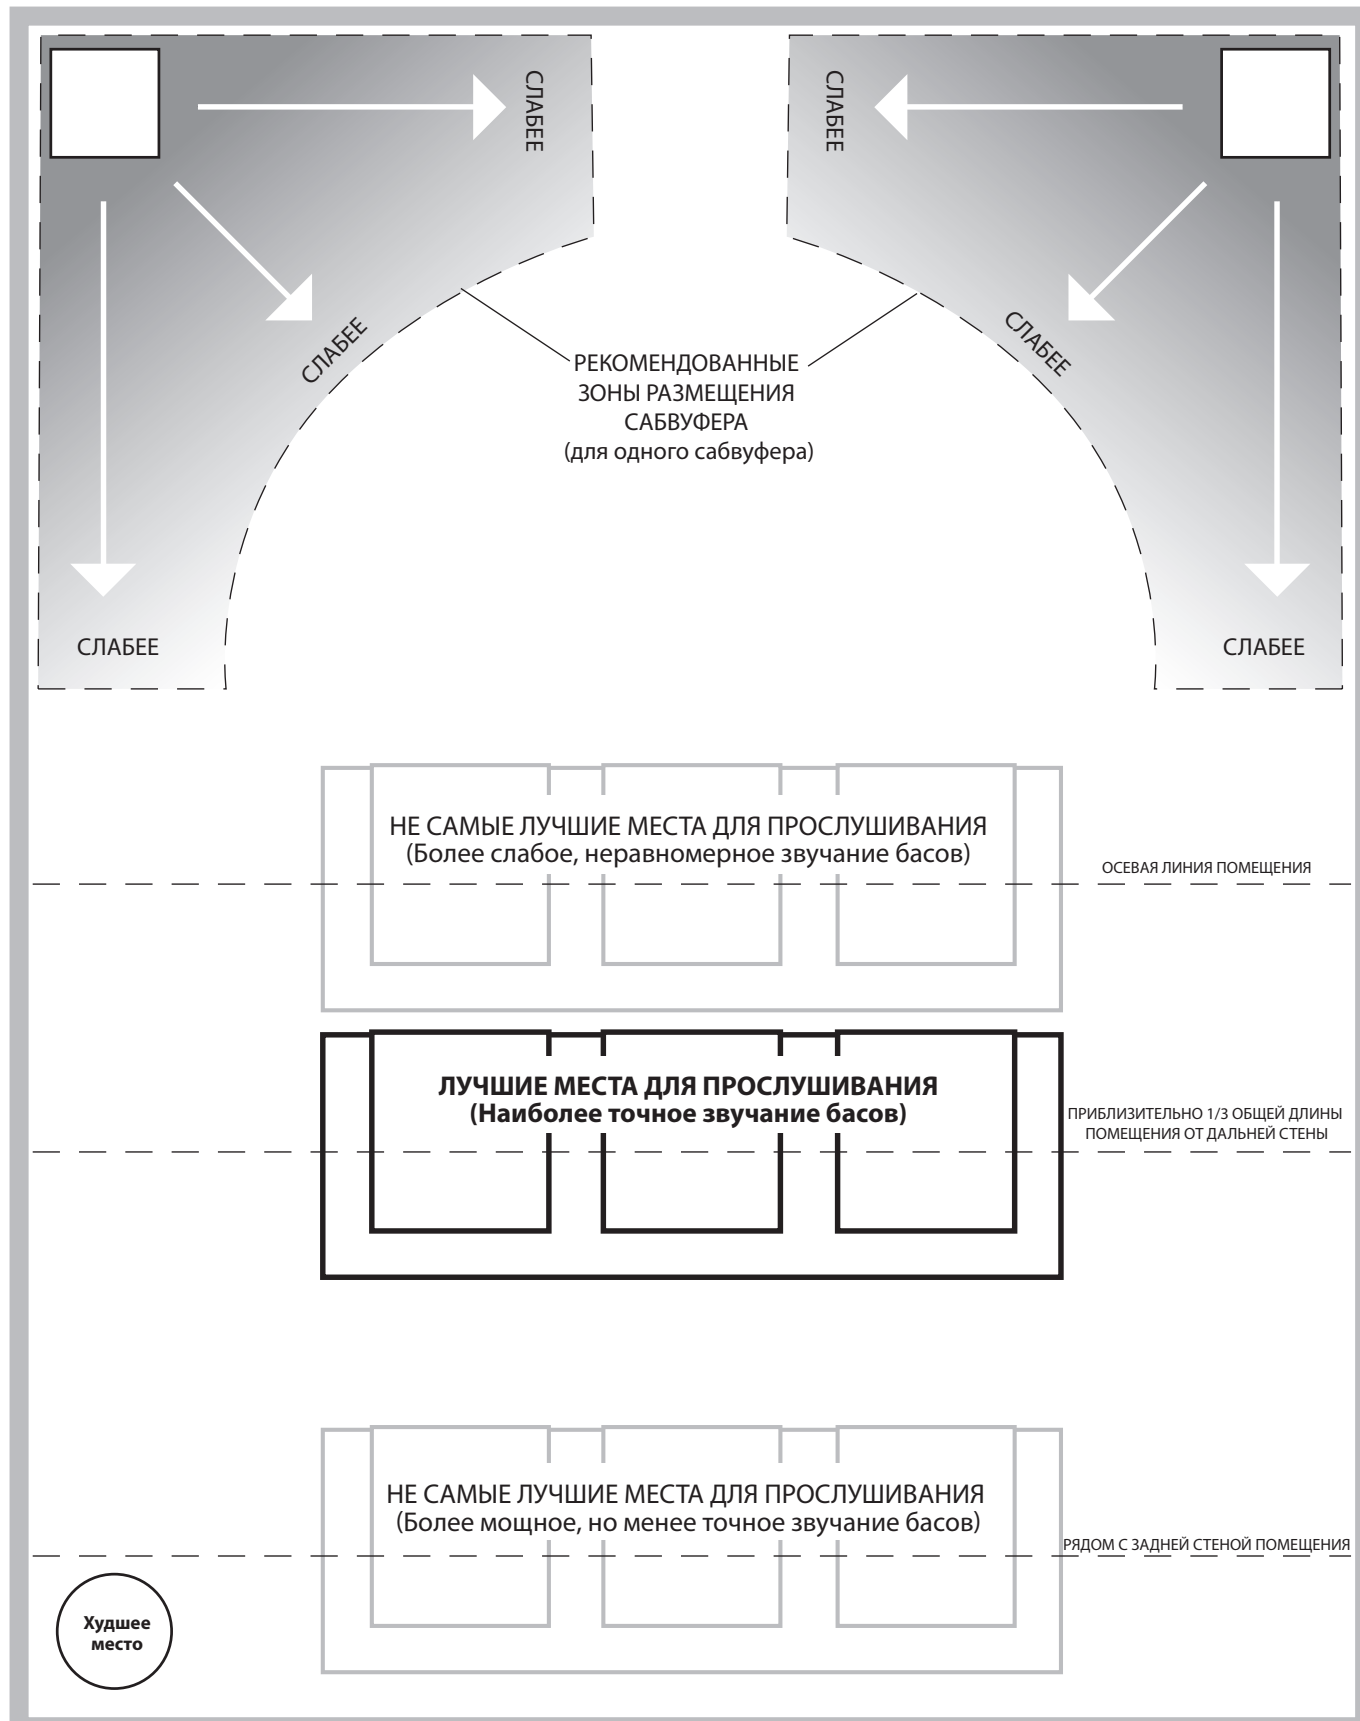 СЛАБЕЕ
СЛАБЕЕ
СЛАБЕЕ
СЛАБЕЕ
РЕКОМЕНДОВАННЫЕ
ЗОНЫ РАЗМЕЩЕНИЯ
САБВУФЕРА
(для одного сабвуфера)
СЛАБЕЕ
СЛАБЕЕ
НЕ САМЫЕ ЛУЧШИЕ МЕСТА ДЛЯ ПРОСЛУШИВАНИЯ
(Более слабое, неравномерное звучание басов)
ОСЕВАЯ ЛИНИЯ ПОМЕЩЕНИЯ
ЛУЧШИЕ МЕСТА ДЛЯ ПРОСЛУШИВАНИЯ
(Наиболее точное звучание басов)
ПРИБЛИЗИТЕЛЬНО 1/3 ОБЩЕЙ ДЛИНЫ
ПОМЕЩЕНИЯ ОТ ДАЛЬНЕЙ СТЕНЫ
НЕ САМЫЕ ЛУЧШИЕ МЕСТА ДЛЯ ПРОСЛУШИВАНИЯ
(Более мощное, но менее точное звучание басов)
РЯДОМ С ЗАДНЕЙ СТЕНОЙ ПОМЕЩЕНИЯ
Худшее
место